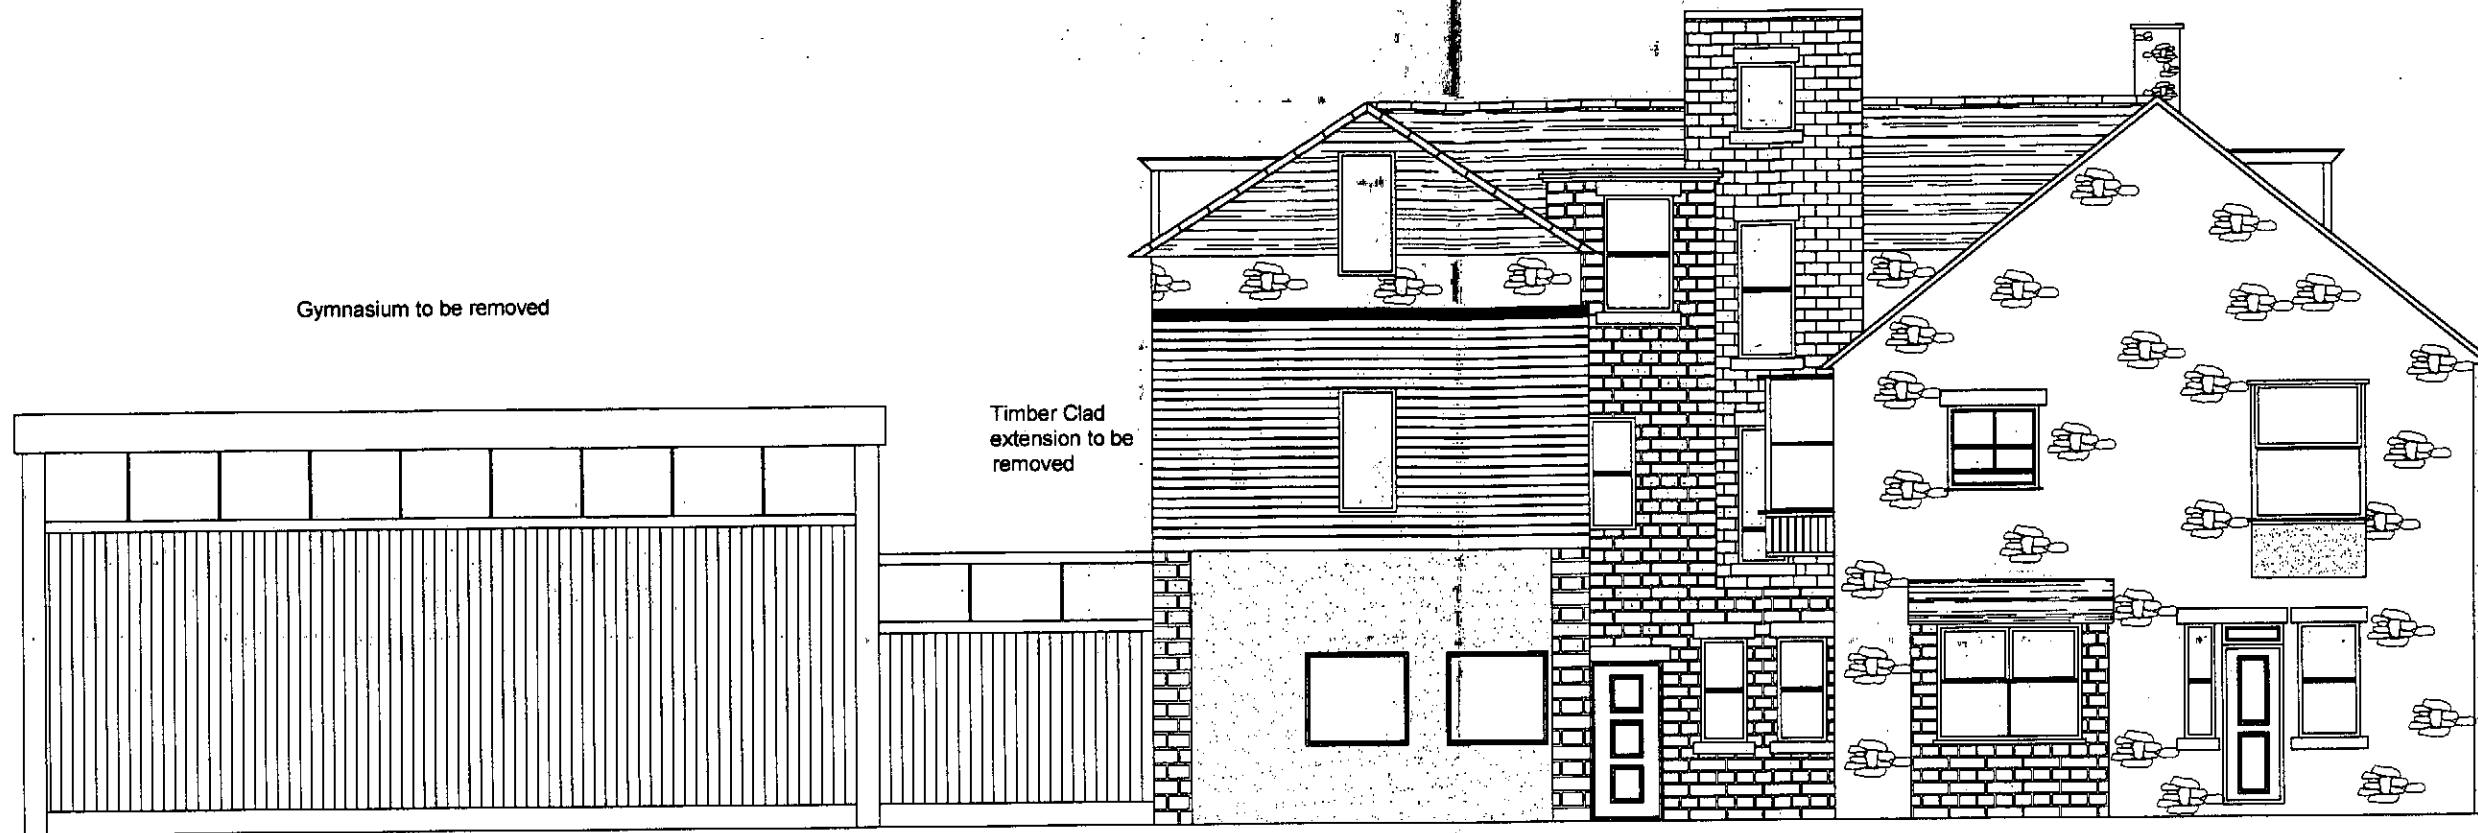 Gymnasium to be removed
Timber Clad
extension to be
removed